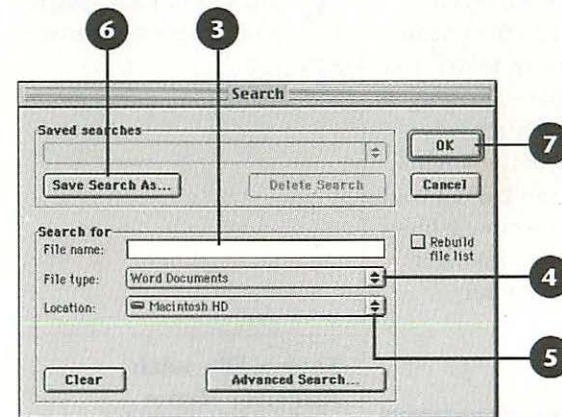 6 3
Search
Saved searches
OK
7
Save Search As...
Delete Search
Cancel
Search for
File name:
Rebuild
file list
File type:
Word Documents
4
Location:
Macintosh HD
5
Clear
Advanced Search...